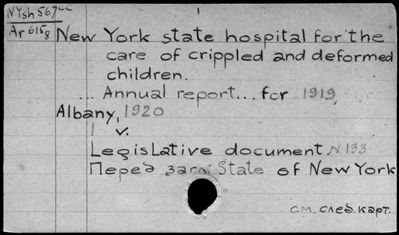 NYsh 567
Ar 615g
New York state hospital for the
care of crippled and deformed
children.
... Annual report... for 1919
Albany, 1920
1 v.
Legislative document N 133
Перед загл: State of New York
см. след. карт.